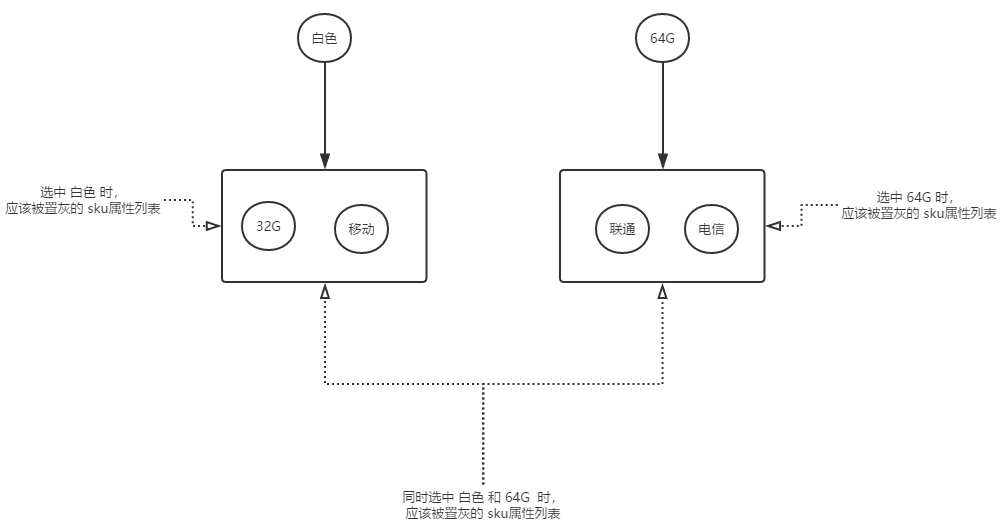 白色
64G
选中 白色 时，
应该被置灰的 sku属性列表
32G
移动
联通
电信
选中 64G 时，
应该被置灰的 sku属性列表
同时选中 白色 和 64G 时，
应该被置灰的 sku属性列表